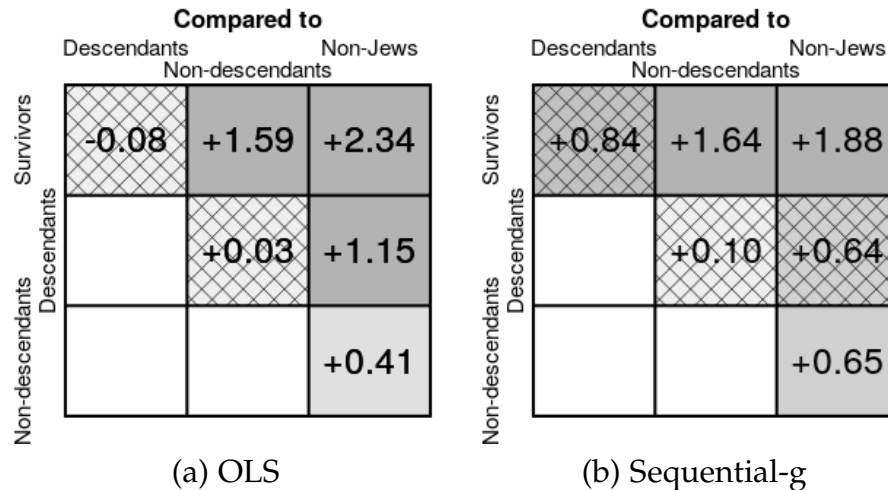 Compared to
Descendants Non-Jews
Non-descendants
Survivors
Descendants
Non-descendants
-0.08 +1.59 +2.34
+0.03 +1.15
+0.41
(a) OLS
Compared to
Descendants Non-Jews
Non-descendants
Survivors
Descendants
Non-descendants
+0.84 +1.64 +1.88
+0.10 +0.64
+0.65
(b) Sequential-g